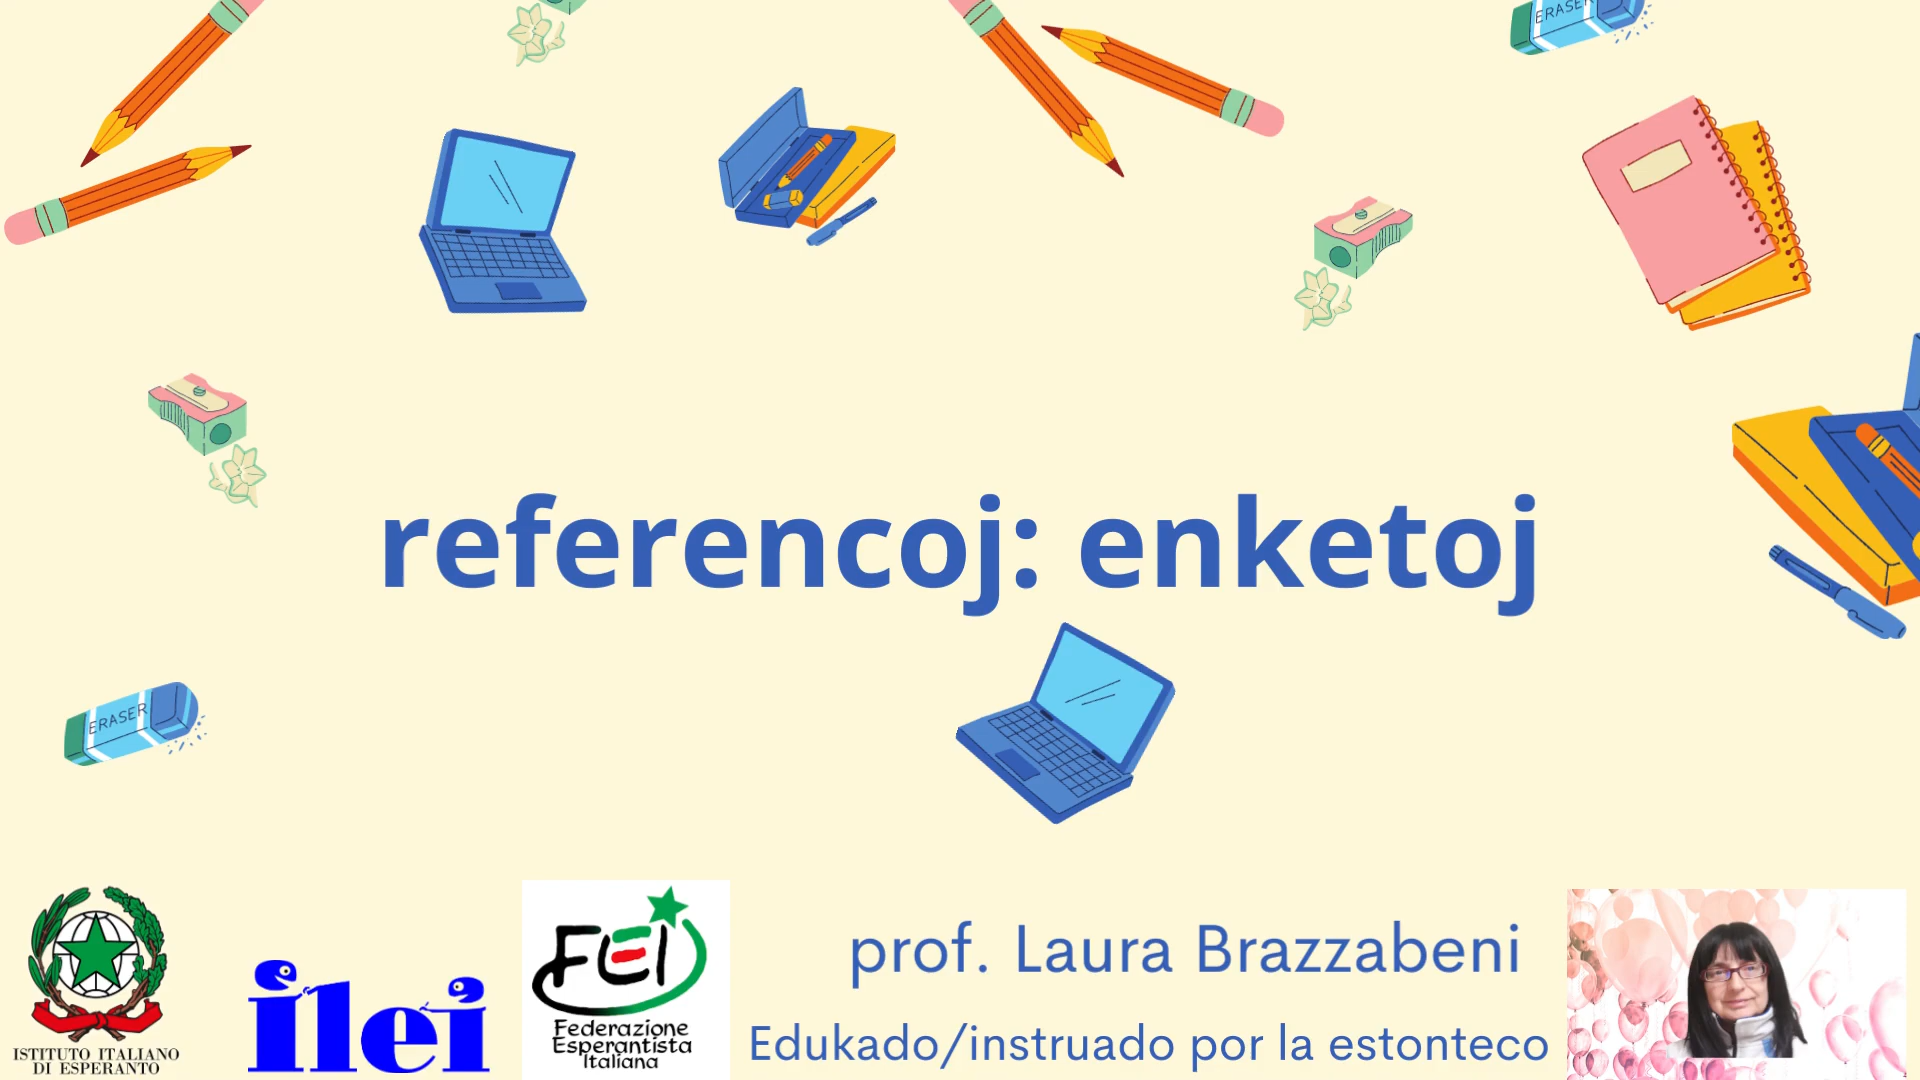 ERASER
referencoj: enketoj
ERASER
ISTITUTO ITALIANO
DI ESPERANTO
ilei
FEI
Federazione
Esperantista
Italiana
prof. Laura Brazzabeni
Edukado/instruado por la estonteco